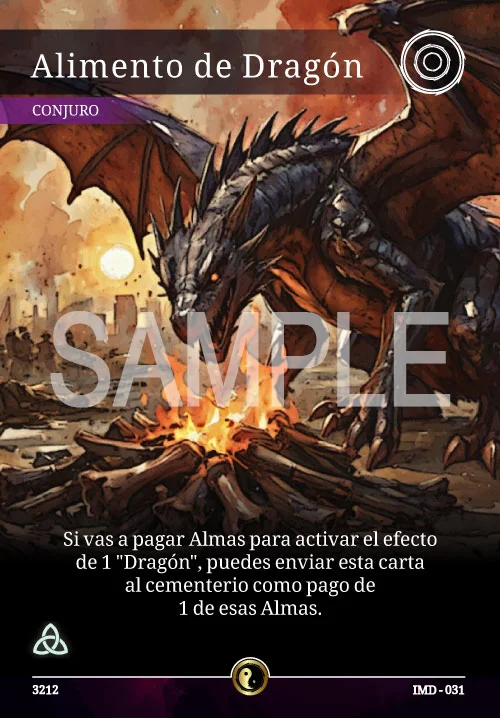 Alimento de Dragón
CONJURO
SAMPLE
Si vas a pagar Almas para activar el efecto
de 1 "Dragón", puedes enviar esta carta
al cementerio como pago de
1 de esas Almas.
3212
IMD - 031